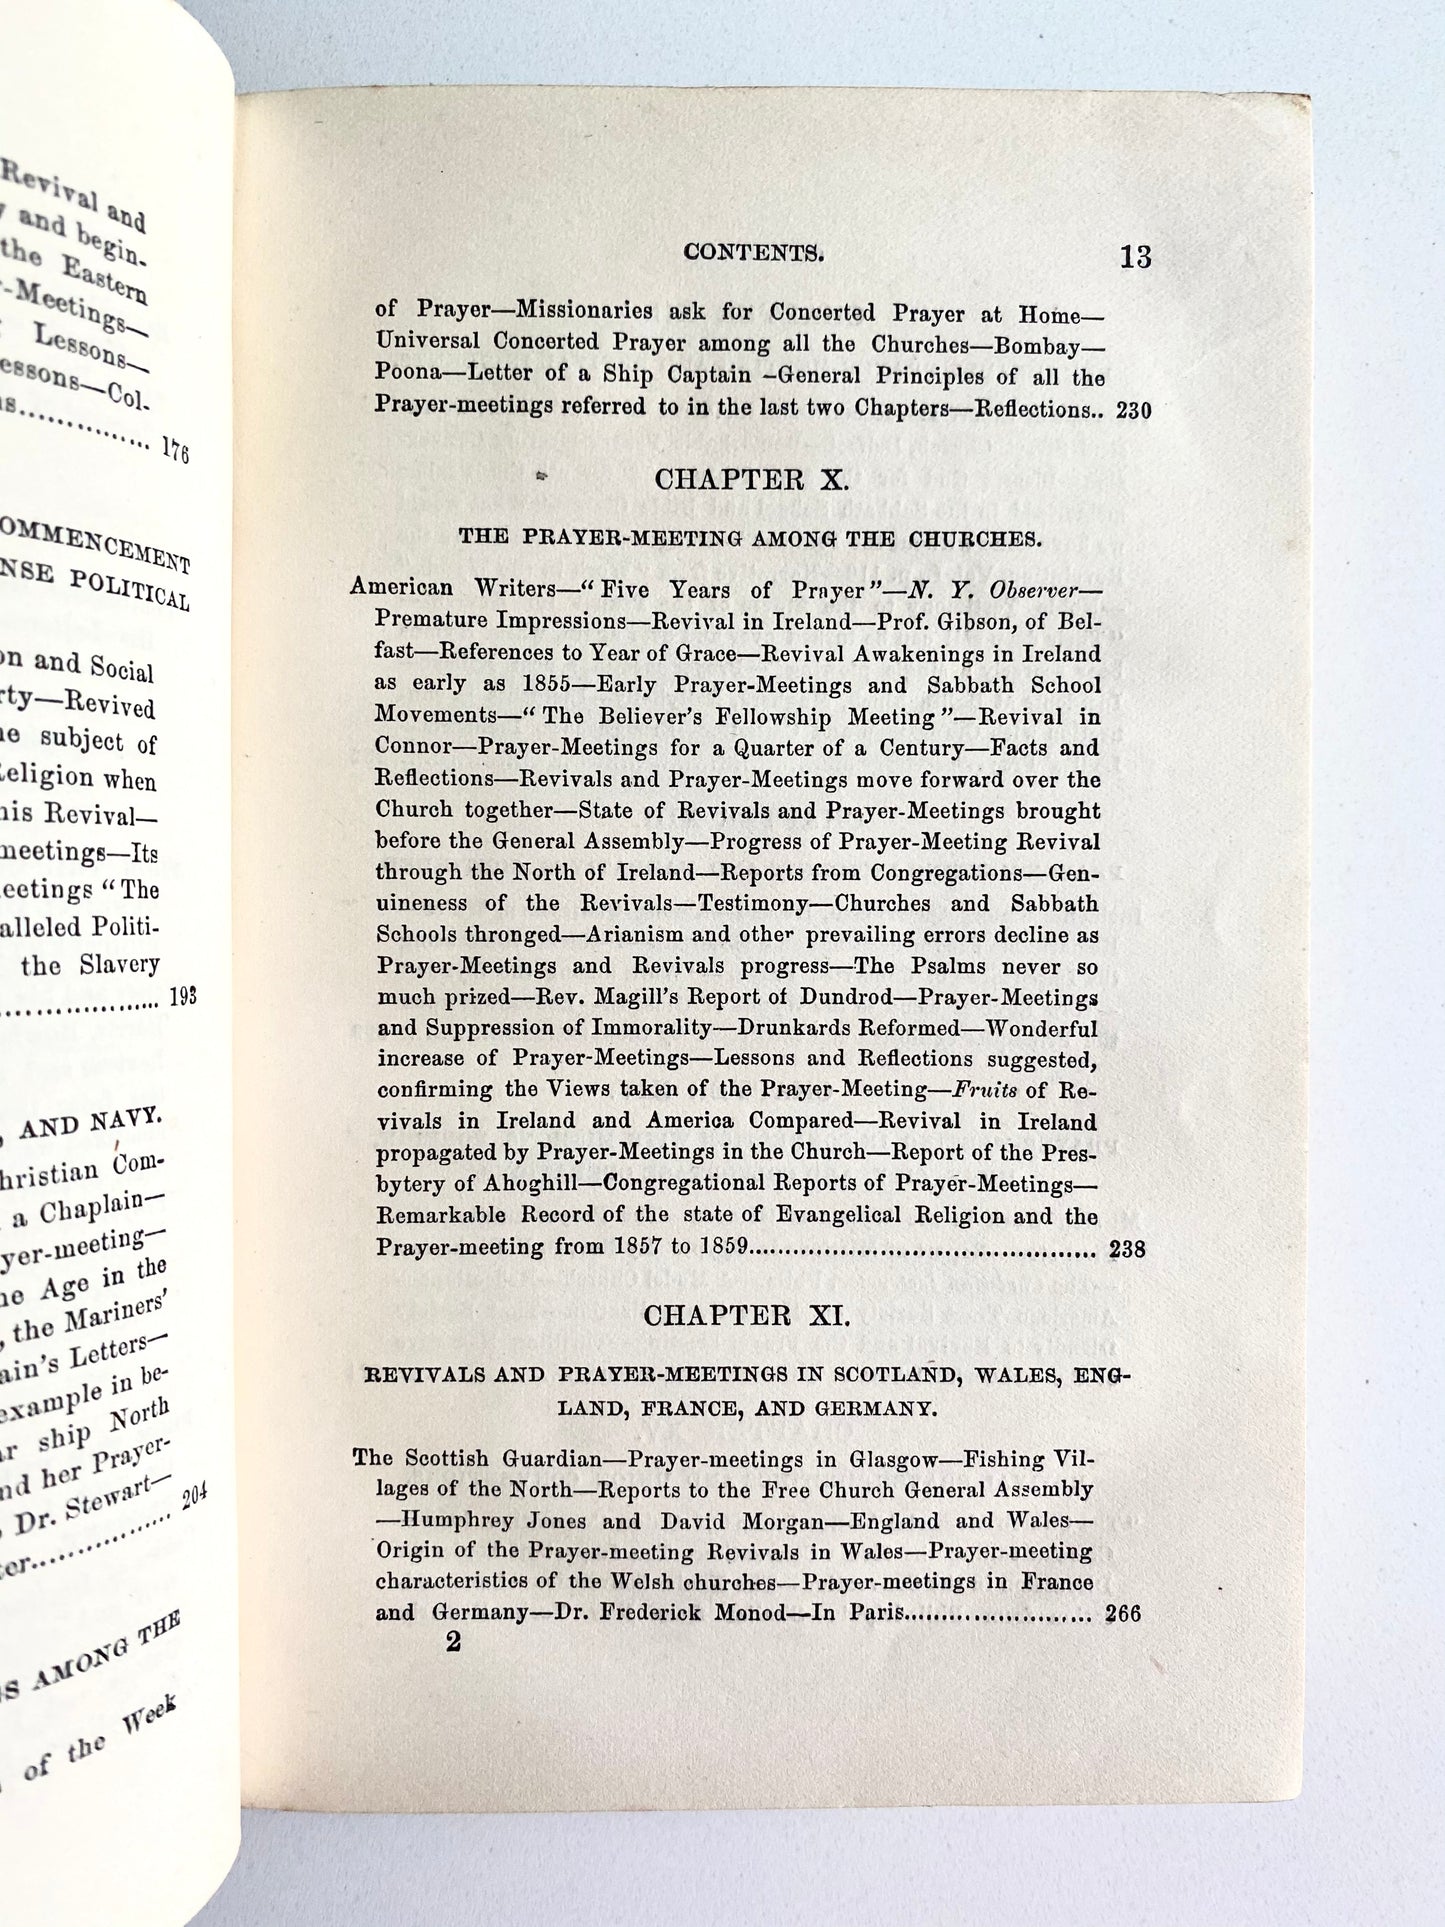 Revival and
and begin-
the Eastern
-Meetings—
Lessons—
essons—Col-
176
OMMENCEMENT
NSE POLITICAL
on and Social
rty—Revived
subject of
Religion when
his Revival—
meetings—Its
eetings “The
alleled Politi-
the Slavery
193
, AND NAVY.
hristian Com-
a Chaplain—
yer-meeting—
Age in the
, the Mariners’
ain’s Letters—
example in be-
ship North
nd her Prayer-
Dr. Stewart—
ter 204
GS AMONG THE
of the Week
CONTENTS. 13
of Prayer—Missionaries ask for Concerted Prayer at Home—
Universal Concerted Prayer among all the Churches—Bombay—
Poona—Letter of a Ship Captain –General Principles of all the
Prayer-meetings referred to in the last two Chapters—Reflections.. 230
CHAPTER X.
THE PRAYER-MEETING AMONG THE CHURCHES.
American Writers—“ Five Years of Prayer”—N. Y. Observer—
Premature Impressions—Revival in Ireland—Prof. Gibson, of Bel-
fast—References to Year of Grace—Revival Awakenings in Ireland
as early as 1855—Early Prayer-Meetings and Sabbath School
Movements—“ The Believer’s Fellowship Meeting”—Revival in
Connor—Prayer-Meetings for a Quarter of a Century—Facts and
Reflections—Revivals and Prayer-Meetings move forward over the
Church together—State of Revivals and Prayer-Meetings brought
before the General Assembly—Progress of Prayer-Meeting Revival
through the North of Ireland—Reports from Congregations—Gen-
uineness of the Revivals—Testimony—Churches and Sabbath
Schools thronged—Arianism and other prevailing errors decline as
Prayer-Meetings and Revivals progress—The Psalms never so
much prized—Rev. Magill’s Report of Dundrod—Prayer-Meetings
and Suppression of Immorality—Drunkards Reformed—Wonderful
increase of Prayer-Meetings—Lessons and Reflections suggested,
confirming the Views taken of the Prayer-Meeting—Fruits of Re-
vivals in Ireland and America Compared—Revival in Ireland
propagated by Prayer-Meetings in the Church—Report of the Pres-
bytery of Ahoghill—Congregational Reports of Prayer-Meetings—
Remarkable Record of the state of Evangelical Religion and the
Prayer-meeting from 1857 to 1859............................................ 238
CHAPTER XI.
REVIVALS AND PRAYER-MEETINGS IN SCOTLAND, WALES, ENG-
LAND, FRANCE, AND GERMANY.
The Scottish Guardian—Prayer-meetings in Glasgow—Fishing Vil-
lages of the North—Reports to the Free Church General Assembly
—Humphrey Jones and David Morgan—England and Wales—
Origin of the Prayer-meeting Revivals in Wales—Prayer-meeting
characteristics of the Welsh churches—Prayer-meetings in France
and Germany—Dr. Frederick Monod—In Paris........................ 266
2